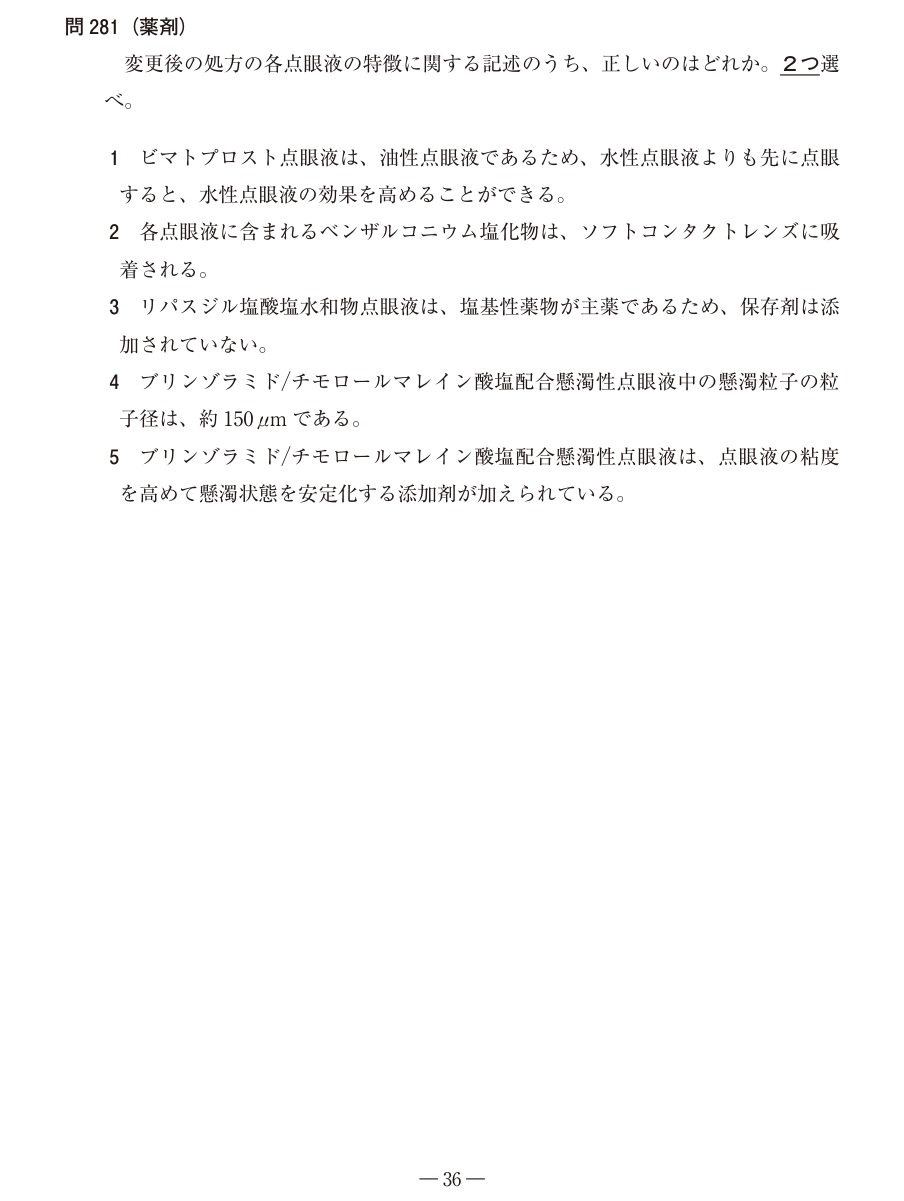 問 281（薬剤）
変更後の処方の各点眼液の特徴に関する記述のうち、正しいのはどれか。２つ選
べ。
1　ビマトプロスト点眼液は、油性点眼液であるため、水性点眼液よりも先に点眼
すると、水性点眼液の効果を高めることができる。
2　各点眼液に含まれるベンザルコニウム塩化物は、ソフトコンタクトレンズに吸
着される。
3　リパスジル塩酸塩水和物点眼液は、塩基性薬物が主薬であるため、保存剤は添
加されていない。
4　ブリンゾラミド/チモロールマレイン酸塩配合懸濁性点眼液中の懸濁粒子の粒
子径は、約 150 μm である。
5　ブリンゾラミド/チモロールマレイン酸塩配合懸濁性点眼液は、点眼液の粘度
を高めて懸濁状態を安定化する添加剤が加えられている。
― 36 ―